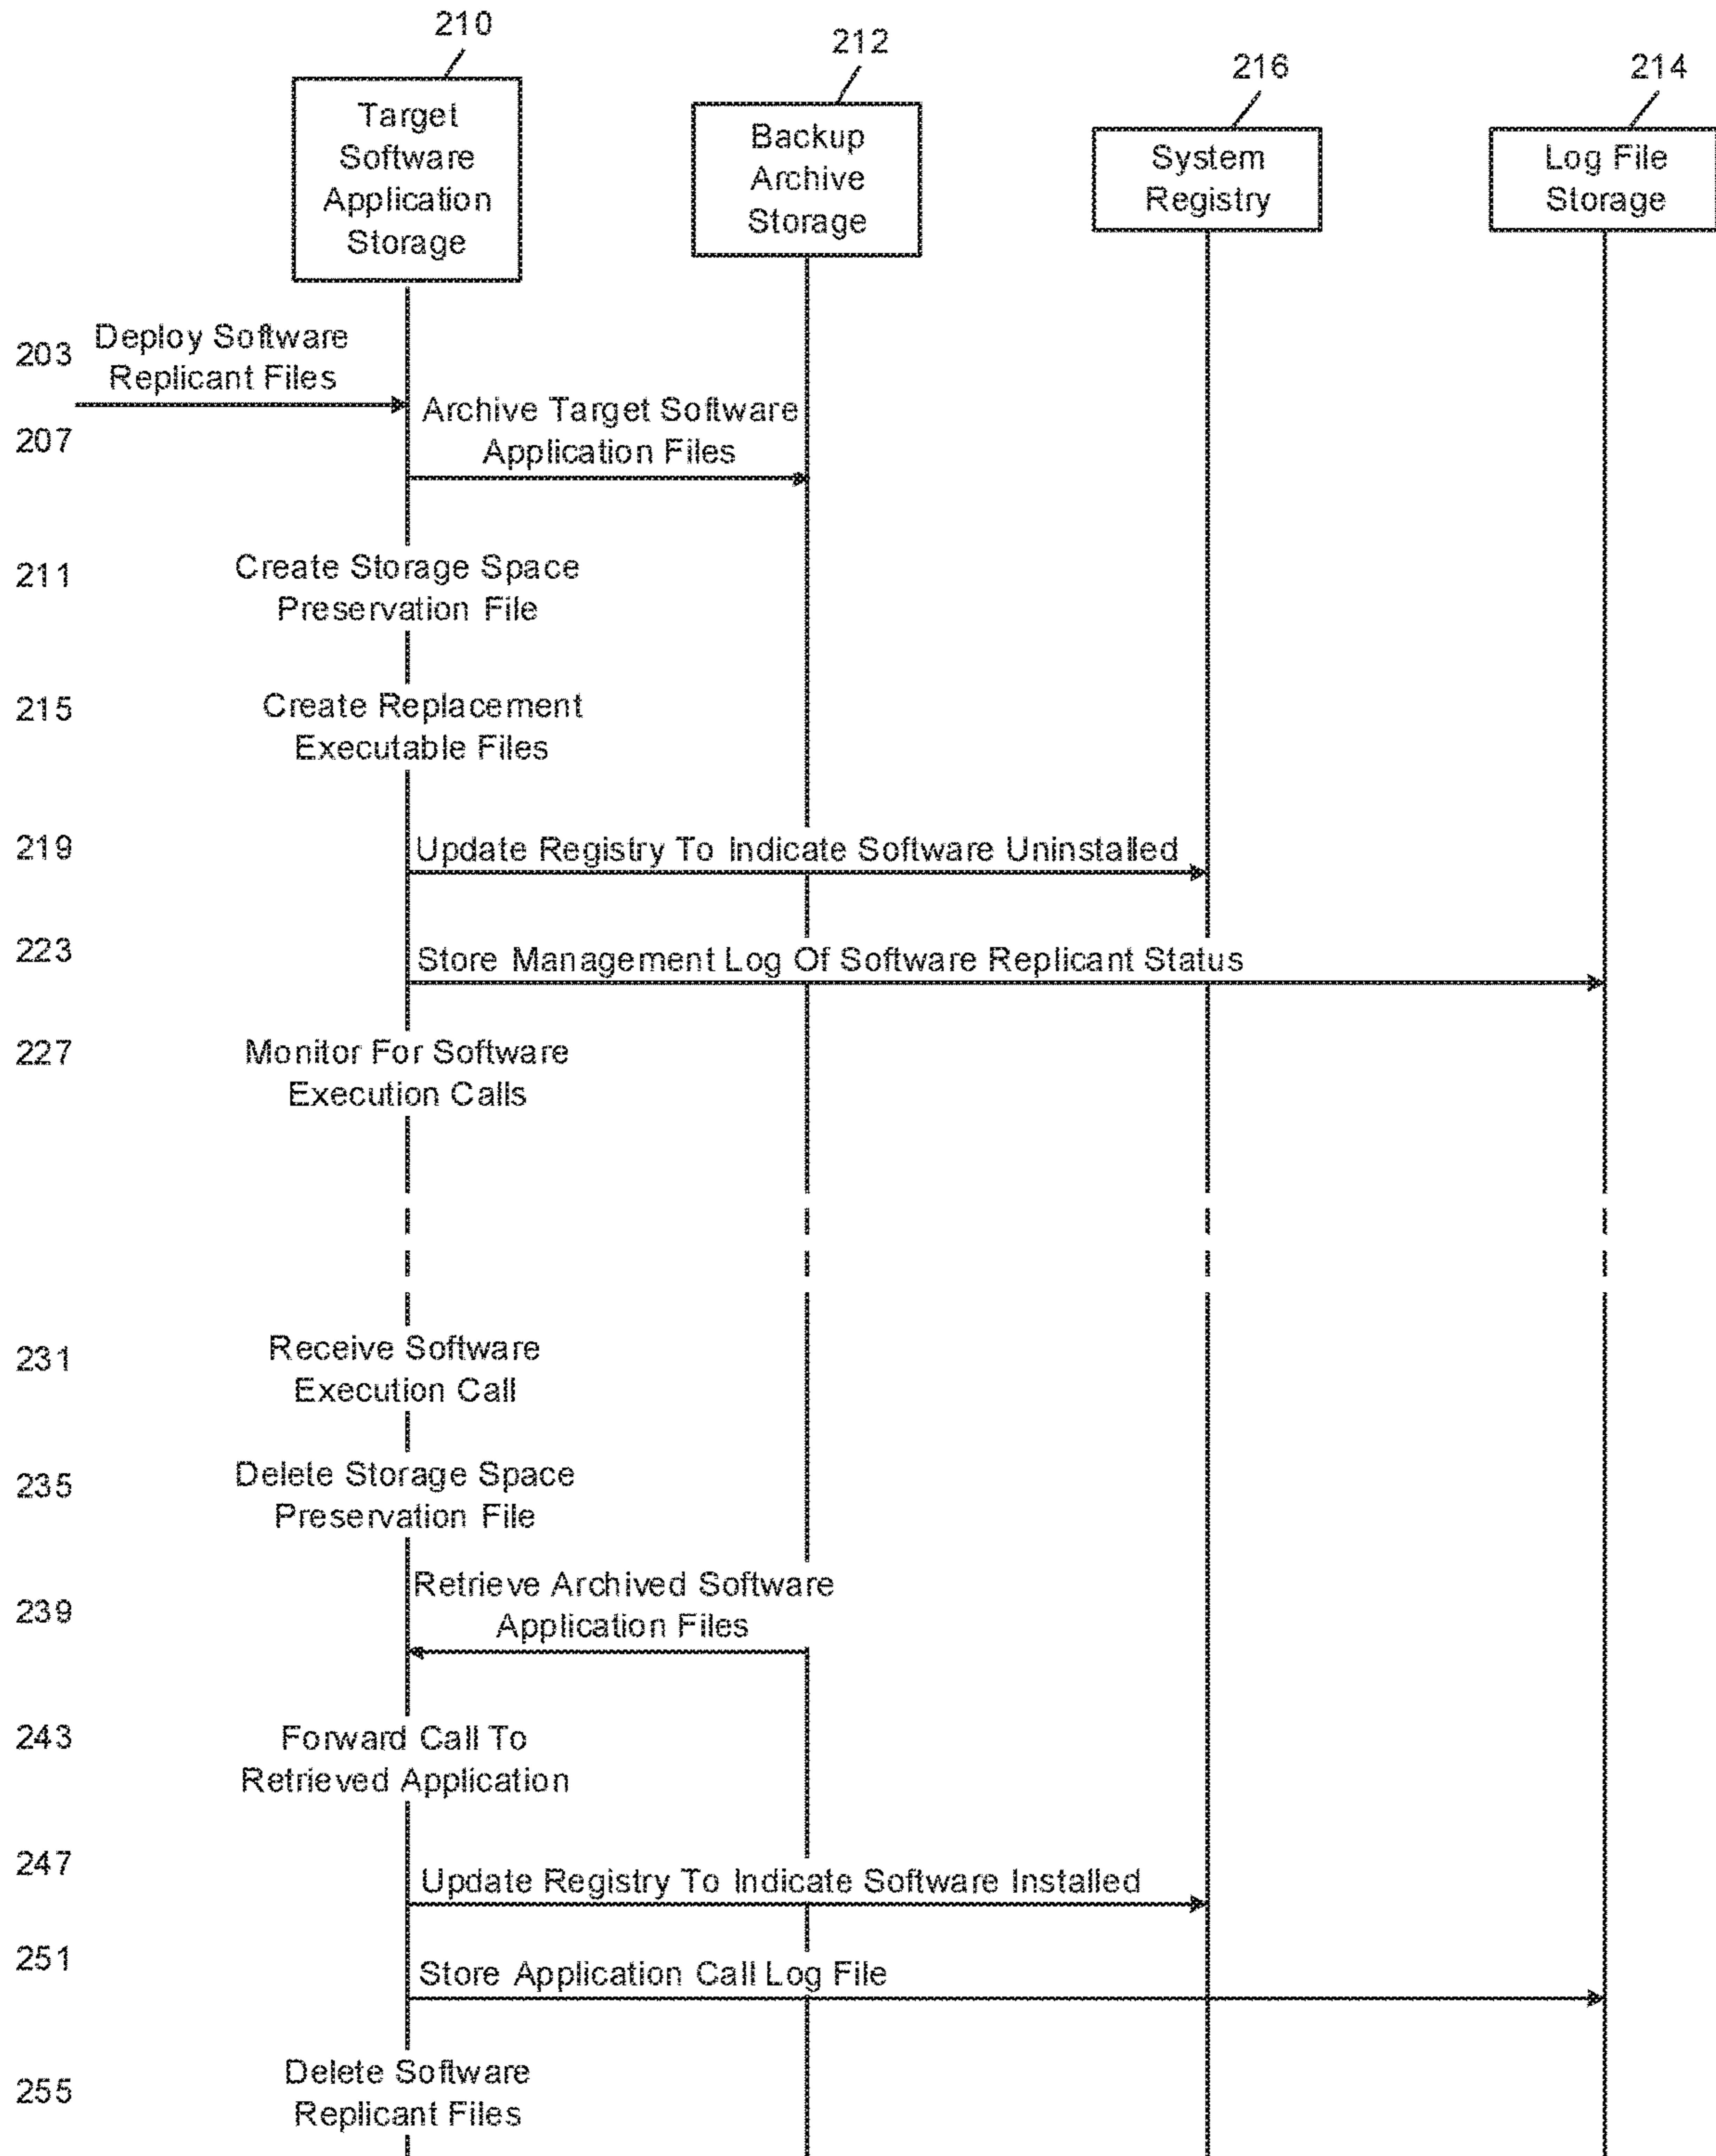 210
212
216
214
Target
Software
Application
Storage
Backup
Archive
Storage
System
Registry
Log File
Storage
203
Deploy Software
Replicant Files
207
Archive Target Software
Application Files
211
Create Storage Space
Preservation File
215
Create Replacement
Executable Files
219
Update Registry To Indicate Software Uninstalled
223
Store Management Log Of Software Replicant Status
227
Monitor For Software
Execution Calls
231
Receive Software
Execution Call
235
Delete Storage Space
Preservation File
239
Retrieve Archived Software
Application Files
243
Forward Call To
Retrieved Application
247
Update Registry To Indicate Software Installed
251
Store Application Call Log File
255
Delete Software
Replicant Files